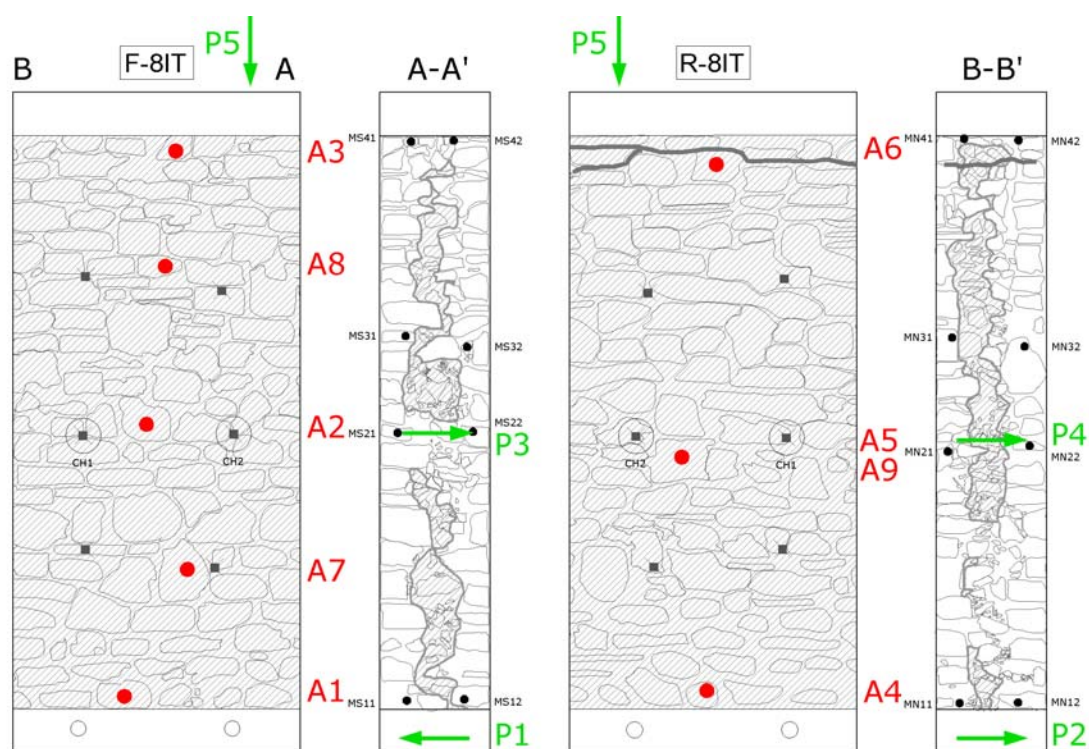 P5
P5
B
F-8IT
A
A-A'
R-8IT
B-B'
A3
MS41
MS42
A6
MN41
MN42
A8
MS31
MS32
MN31
MN32
A2
MS21
MS22
P3
A5
A9
MN21
MN22
P4
CH1
CH2
CH2
CH1
A7
A1
MS11
MS12
A4
MN11
MN12
P1
P2